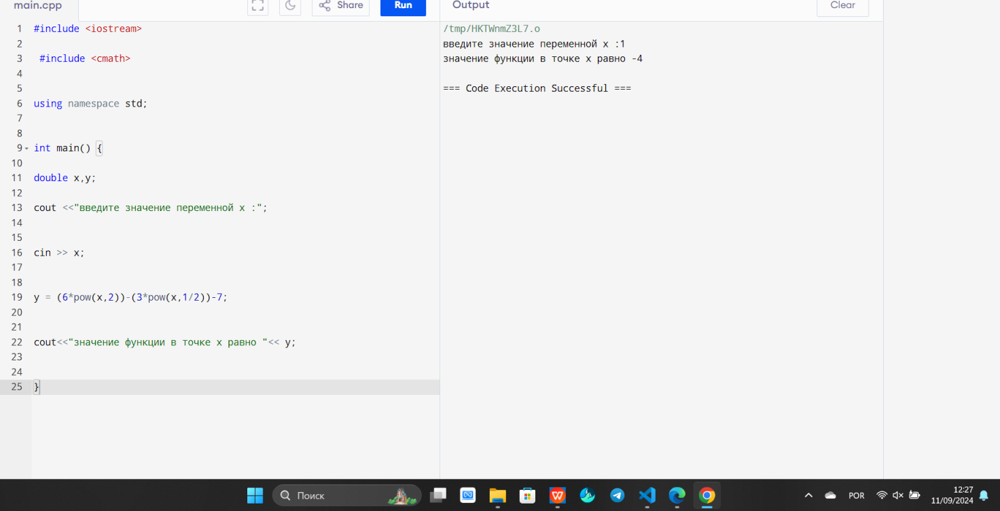 main.cpp
Share
Run
Output
Clear
1 #include <iostream>
2
3 #include <cmath>
4
5
6 using namespace std;
7
8
9 int main() {
10
11 double x,y;
12
13 cout <<"введите значение переменной x :";
14
15
16 cin >> x;
17
18
19 y = (6*pow(x,2))-(3*pow(x,1/2))-7;
20
21
22 cout<<"значение функции в точке x равно "<< y;
23
24
25 }
/tmp/HKTWnmZ3L7.o
введите значение переменной x :1
значение функции в точке x равно -4
=== Code Execution Successful ===
Поиск
POR
12:27
11/09/2024